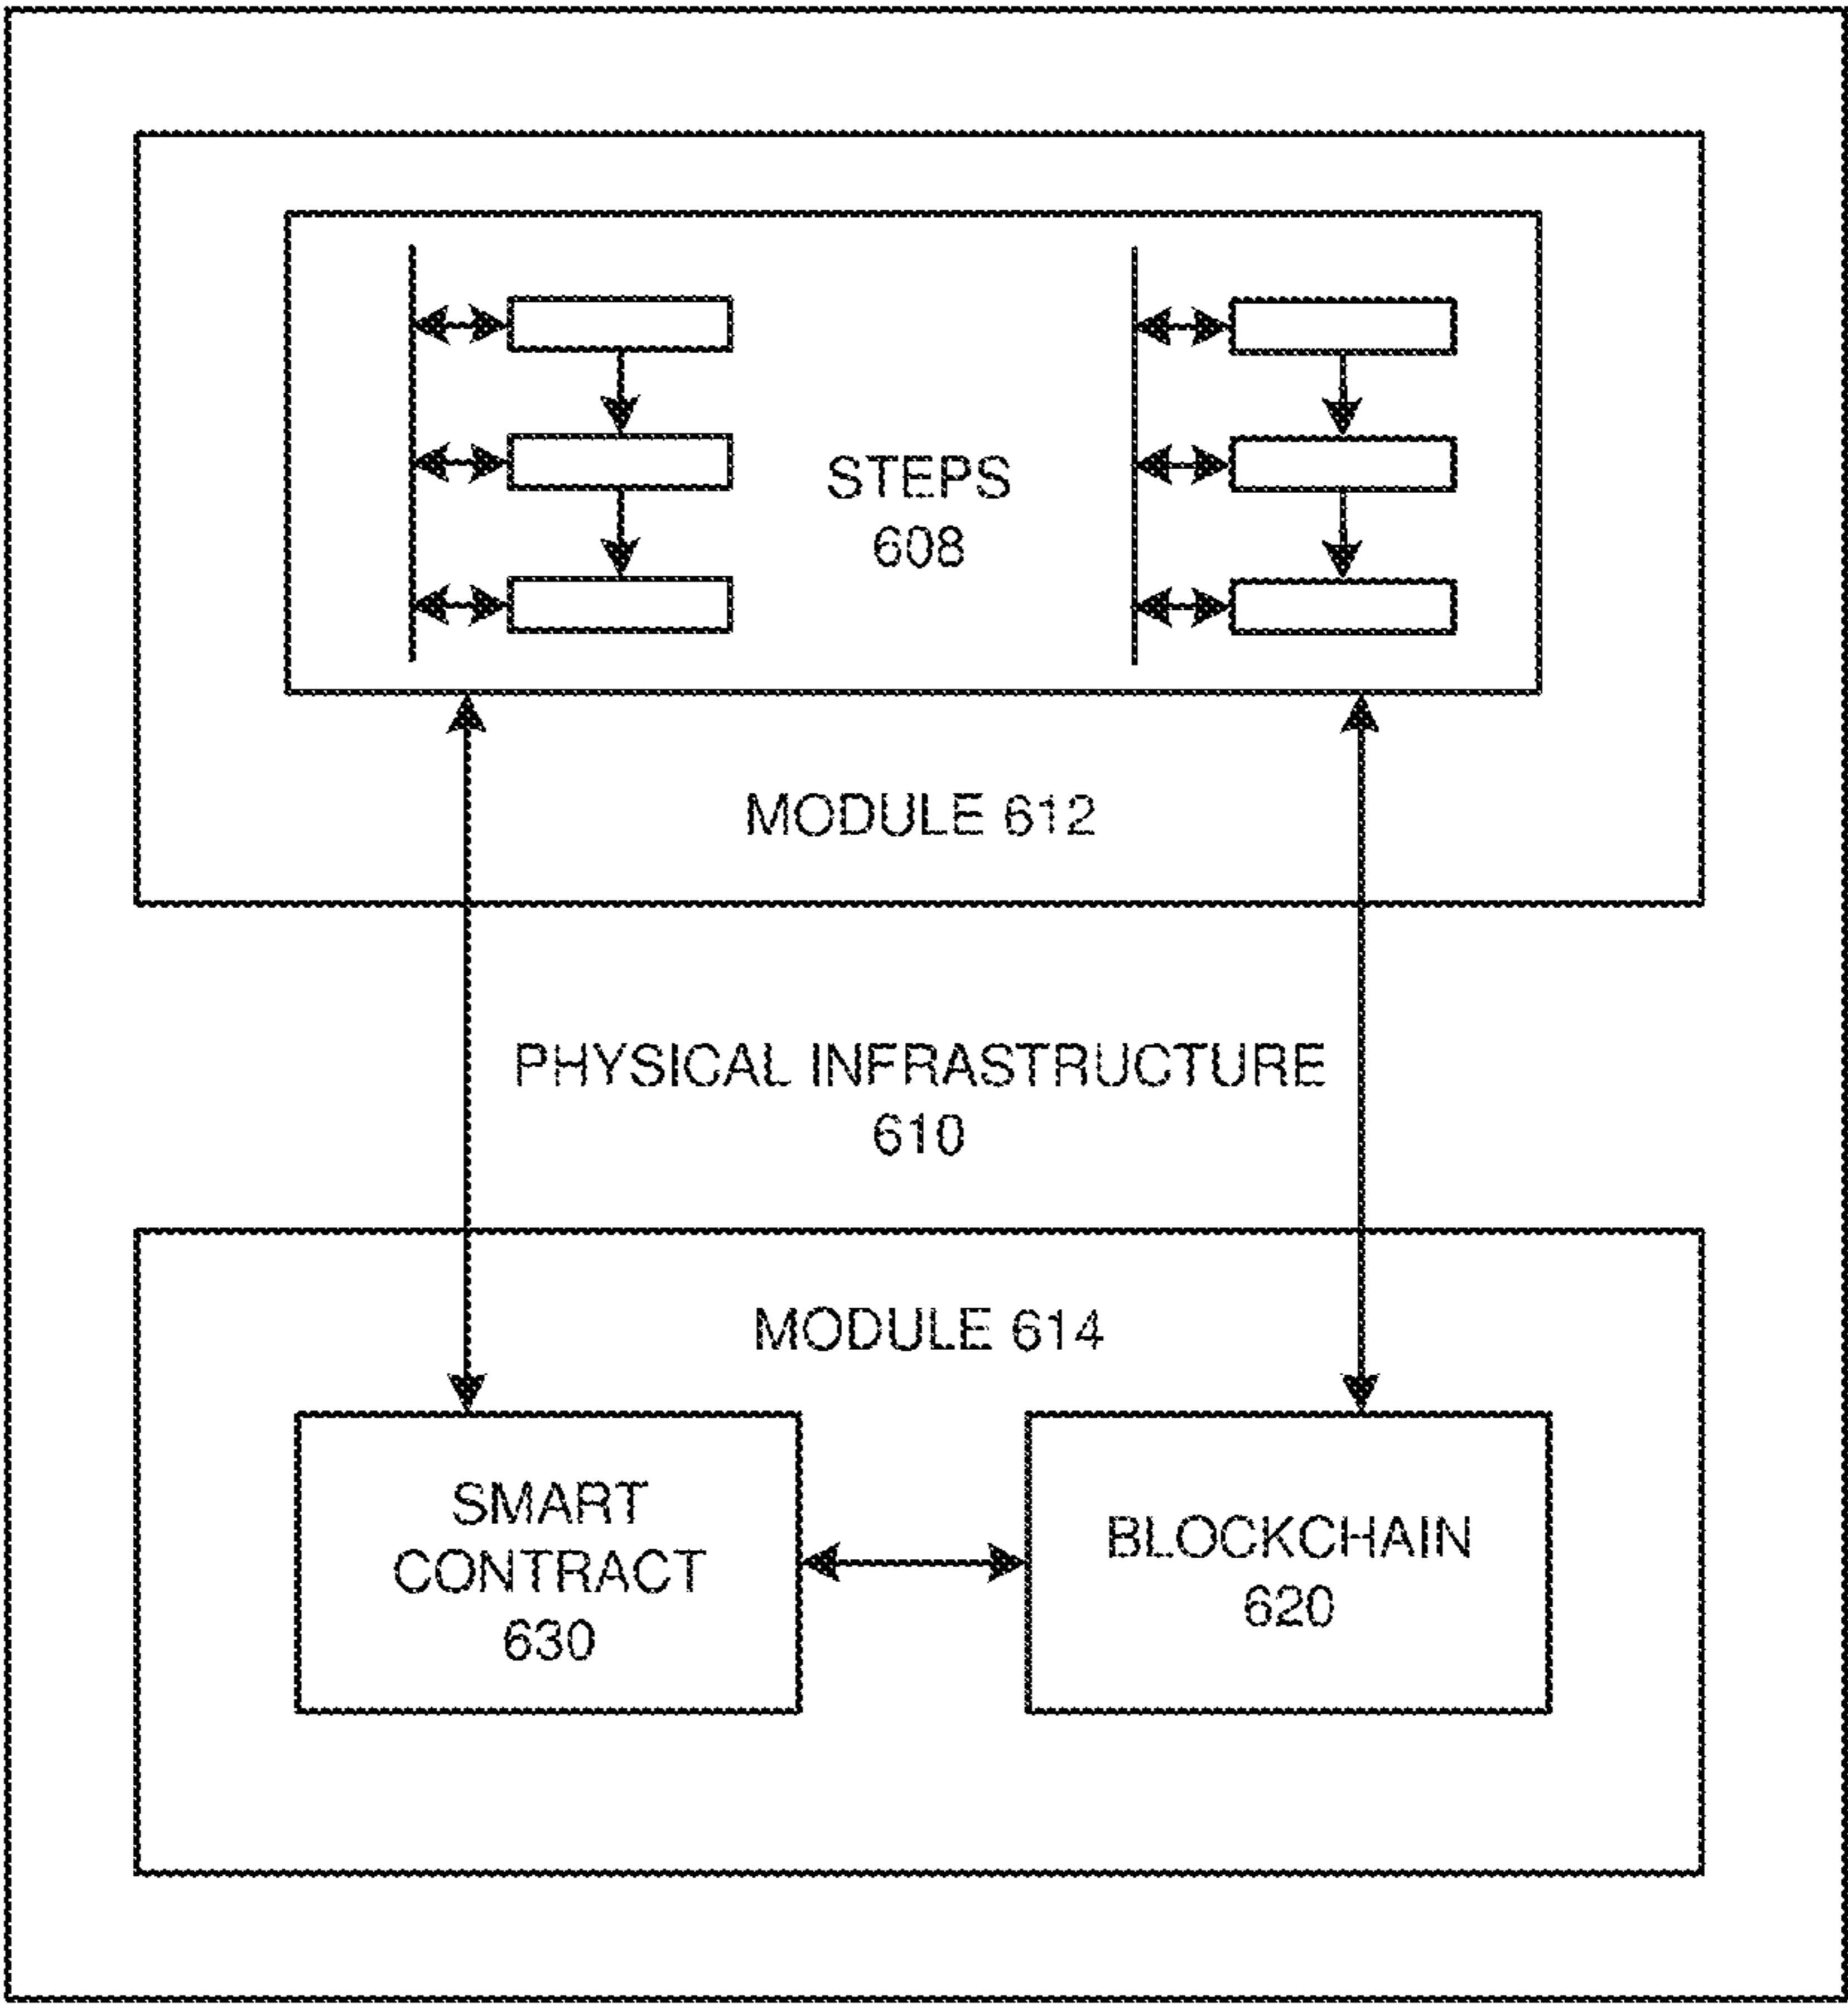 STEPS
608
MODULE 612
PHYSICAL INFRASTRUCTURE
610
MODULE 614
SMART
CONTRACT
630
BLOCKCHAIN
620